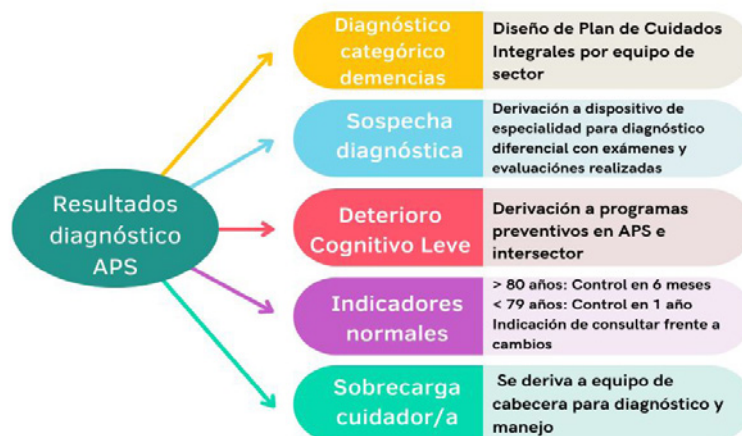 Resultados
diagnóstico
APS
Diagnóstico
categórico
demencias
Diseño de Plan de Cuidados
Integrales por equipo de
sector
Sospecha
diagnóstica
Derivación a dispositivo de
especialidad para diagnóstico
diferencial con exámenes y
evaluaciónes realizadas
Deterioro
Cognitivo Leve
Derivación a programas
preventivos en APS e
intersector
Indicadores
normales
> 80 años: Control en 6 meses
< 79 años: Control en 1 año
Indicación de consultar frente a
cambios
Sobrecarga
cuidador/a
Se deriva a equipo de
cabecera para diagnóstico y
manejo